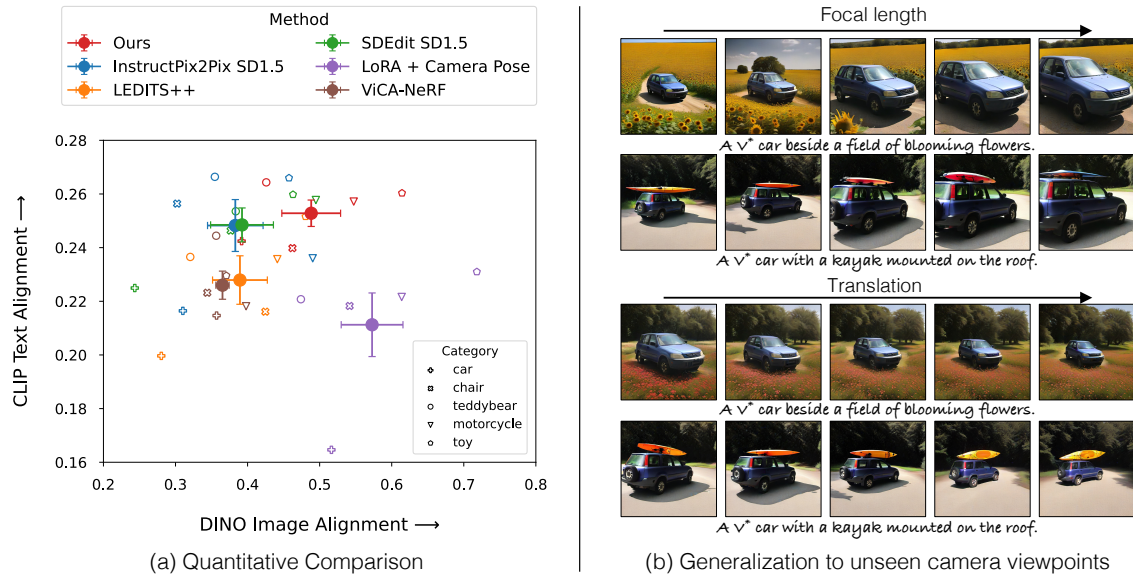 Method
Ours
InstructPix2Pix SD1.5
LEDITS++
SDEdit SD1.5
LoRA + Camera Pose
ViCA-NeRF
CLIP Text Alignment →
0.28
0.26
0.24
0.22
0.20
0.18
0.16
Category
car
chair
teddybear
motorcycle
toy
0.2 0.3 0.4 0.5 0.6 0.7 0.8
DINO Image Alignment →
(a) Quantitative Comparison
Focal length
A V* car beside a field of blooming flowers.
A V* car with a kayak mounted on the roof.
Translation
A V* car beside a field of blooming flowers.
A V* car with a kayak mounted on the roof.
(b) Generalization to unseen camera viewpoints